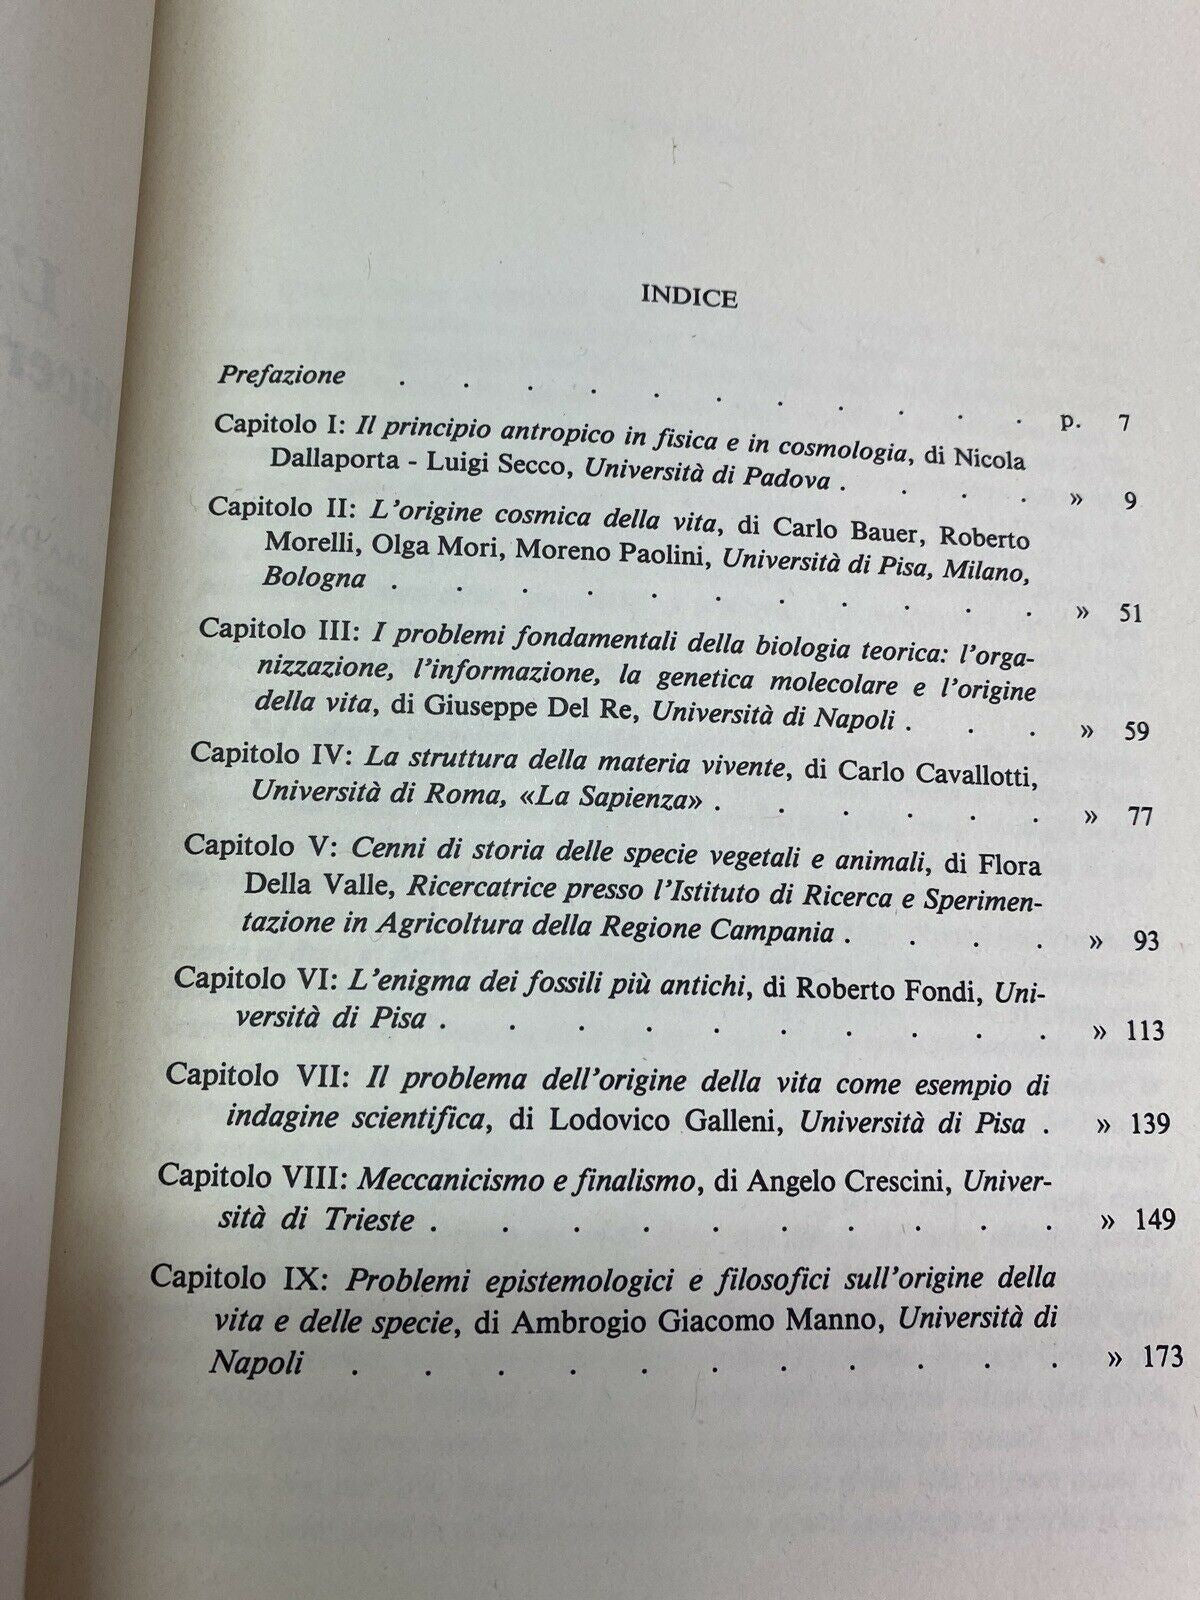 INDICE
Prefazione . . . . . . . . . . . p. 7
Capitolo I: Il principio antropico in fisica e in cosmologia, di Nicola
Dallaporta - Luigi Secco, Università di Padova . . . . » 9
Capitolo II: L'origine cosmica della vita, di Carlo Bauer, Roberto
Morelli, Olga Mori, Moreno Paolini, Università di Pisa, Milano,
Bologna . . . . . . . . . . . » 51
Capitolo III: I problemi fondamentali della biologia teorica: l'orga-
nizzazione, l'informazione, la genetica molecolare e l'origine
della vita, di Giuseppe Del Re, Università di Napoli . . . » 59
Capitolo IV: La struttura della materia vivente, di Carlo Cavallotti,
Università di Roma, «La Sapienza» . . . . . . » 77
Capitolo V: Cenni di storia delle specie vegetali e animali, di Flora
Della Valle, Ricercatrice presso l'Istituto di Ricerca e Sperimen-
tazione in Agricoltura della Regione Campania . . . . » 93
Capitolo VI: L'enigma dei fossili più antichi, di Roberto Fondi, Uni-
versità di Pisa . . . . . . . . . . » 113
Capitolo VII: Il problema dell'origine della vita come esempio di
indagine scientifica, di Lodovico Galleni, Università di Pisa . » 139
Capitolo VIII: Meccanicismo e finalismo, di Angelo Crescini, Univer-
sità di Trieste . . . . . . . . . . » 149
Capitolo IX: Problemi epistemologici e filosofici sull'origine della
vita e delle specie, di Ambrogio Giacomo Manno, Università di
Napoli . . . . . . . . . . » 173